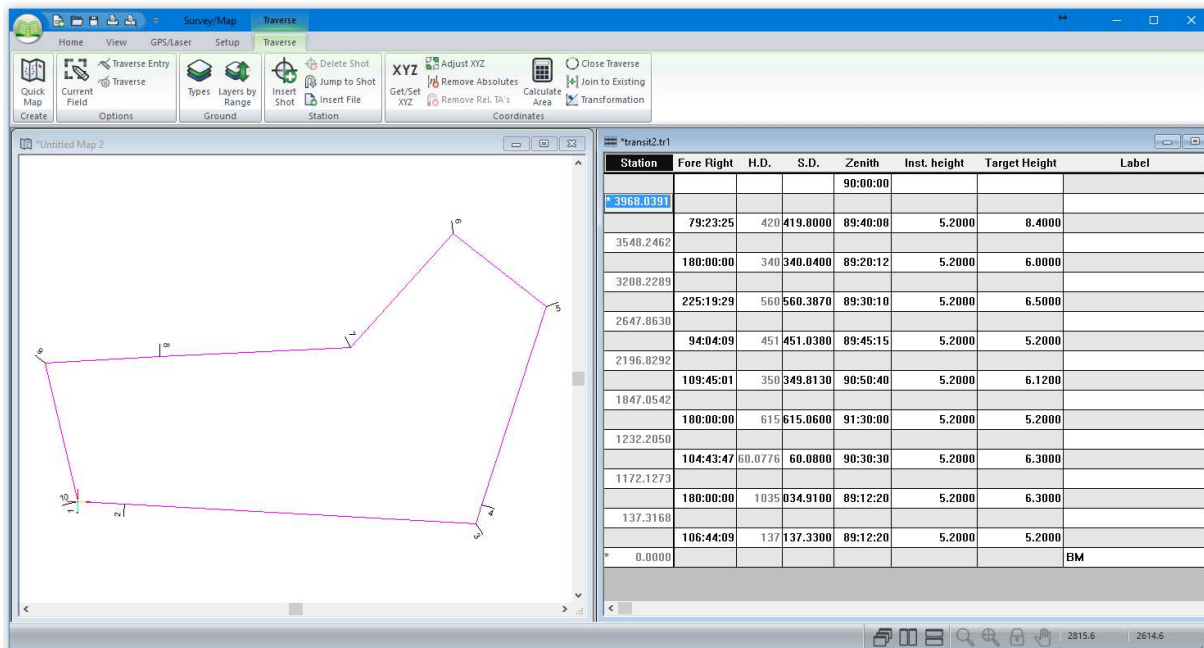 Survey/Map Traverse
Home View GPS/Laser Setup Traverse
Quick Map
Create
Current Field
Traverse Entry
Traverse
Options
Types
Layers by Range
Ground
Insert Shot
Delete Shot
Jump to Shot
Insert File
Station
XYZ
Get/Set XYZ
Adjust XYZ
Remove Absolutes
Remove Rel. TA's
Calculate Area
Close Traverse
Join to Existing
Transformation
Coordinates
*Untitled Map 2
6
5
7
8
9
10
1
2
4
3
*transit2.tr1
Station Fore Right H.D. S.D. Zenith Inst. height Target Height Label
90:00:00
* 3968.0391
79:23:25 420 419.8000 89:40:08 5.2000 8.4000
3548.2462
180:00:00 340 340.0400 89:20:12 5.2000 6.0000
3208.2289
225:19:29 560 560.3870 89:30:10 5.2000 6.5000
2647.8630
94:04:09 451 451.0380 89:45:15 5.2000 5.2000
2196.8292
109:45:01 350 349.8130 90:50:40 5.2000 6.1200
1847.0542
180:00:00 615 615.0600 91:30:00 5.2000 5.2000
1232.2050
104:43:47 60.0776 60.0800 90:30:30 5.2000 6.3000
1172.1273
180:00:00 1035 034.9100 89:12:20 5.2000 6.3000
137.3168
106:44:09 137 137.3300 89:12:20 5.2000 5.2000
* 0.0000 BM
2815.6 2614.6